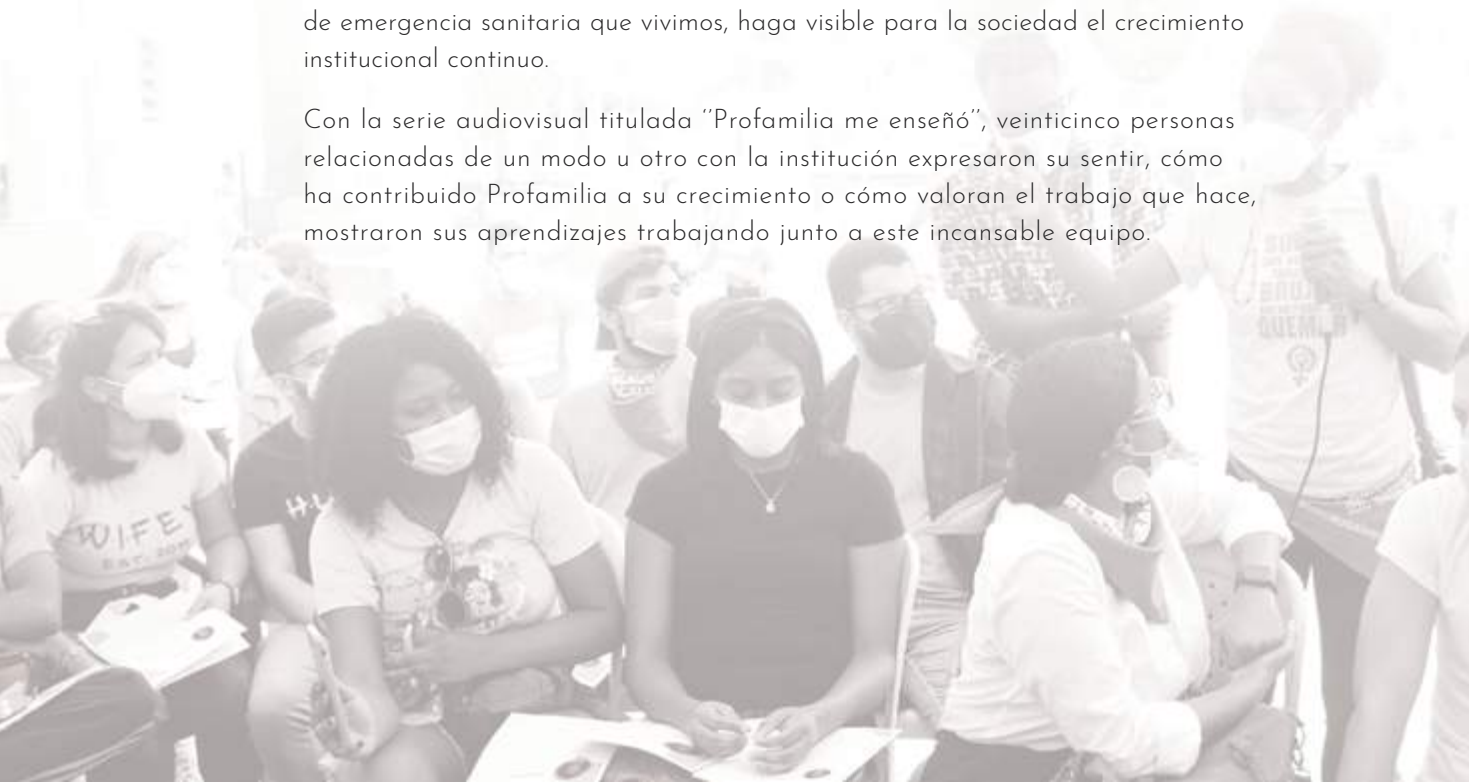 de emergencia sanitaria que vivimos, haga visible para la sociedad el crecimiento
institucional continuo.
Con la serie audiovisual titulada ´´Profamilia me enseñó´´, veinticinco personas
relacionadas de un modo u otro con la institución expresaron su sentir, cómo
ha contribuido Profamilia a su crecimiento o cómo valoran el trabajo que hace,
mostraron sus aprendizajes trabajando junto a este incansable equipo.
WIFEY
EST.